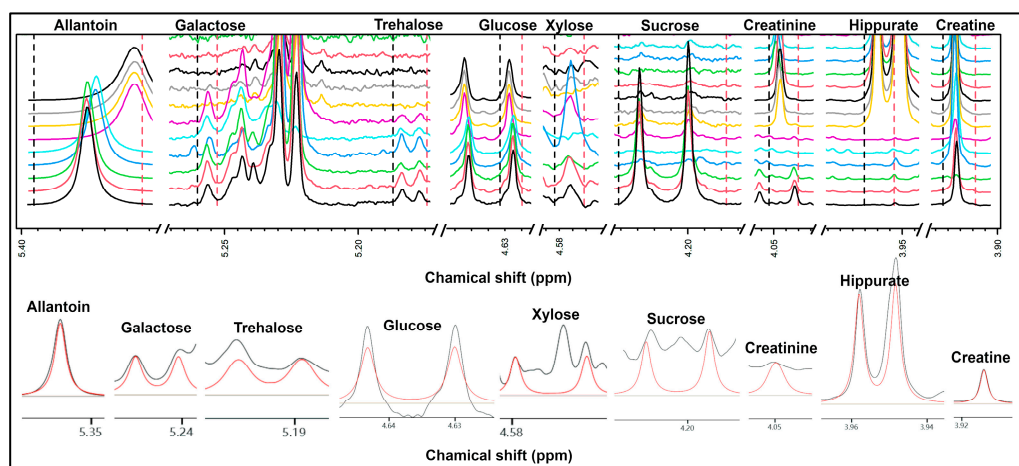 Allantoin Galactose Trehalose Glucose Xylose Sucrose Creatinine Hippurate Creatine
5.40 5.25 5.20 4.63 4.58 4.20 4.05 3.95 3.90
Chamical shift (ppm)
Allantoin Galactose Trehalose Glucose Xylose Sucrose Creatinine Hippurate Creatine
5.35 5.24 5.19 4.64 4.63 4.58 4.20 4.05 3.96 3.94 3.92
Chamical shift (ppm)